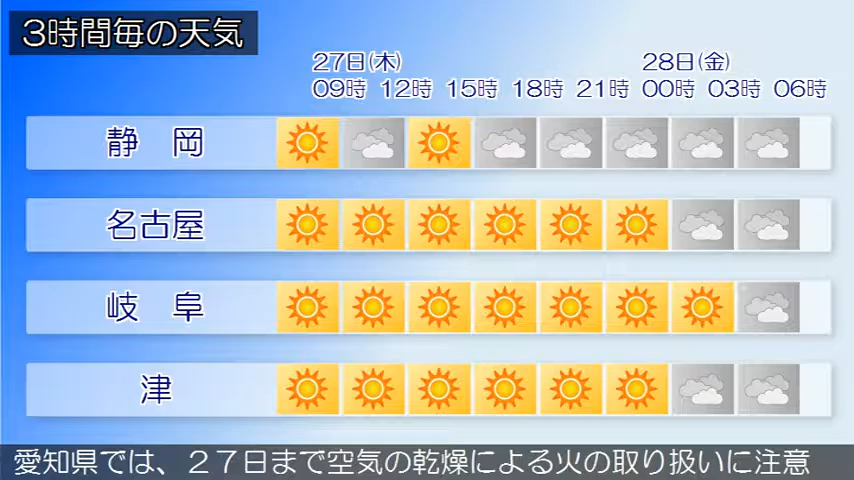 3時間毎の天気
27日(木) 28日(金)
09時 12時 15時 18時 21時 00時 03時 06時
静　岡
名古屋
岐　阜
津
愛知県では、２７日まで空気の乾燥による火の取り扱いに注意